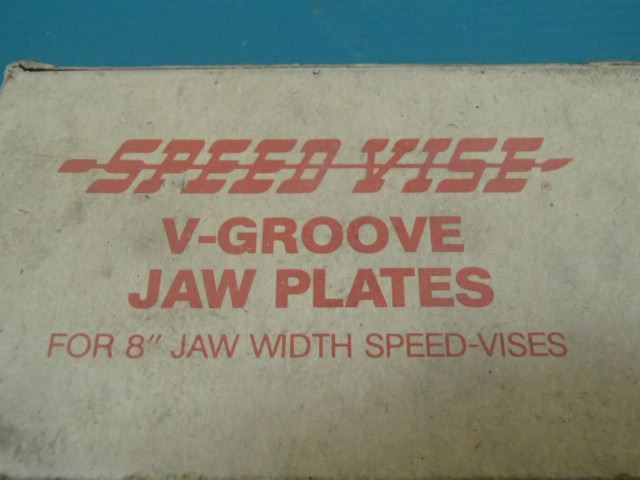 SPEED VISE®
V-GROOVE
JAW PLATES
FOR 8" JAW WIDTH SPEED-VISES